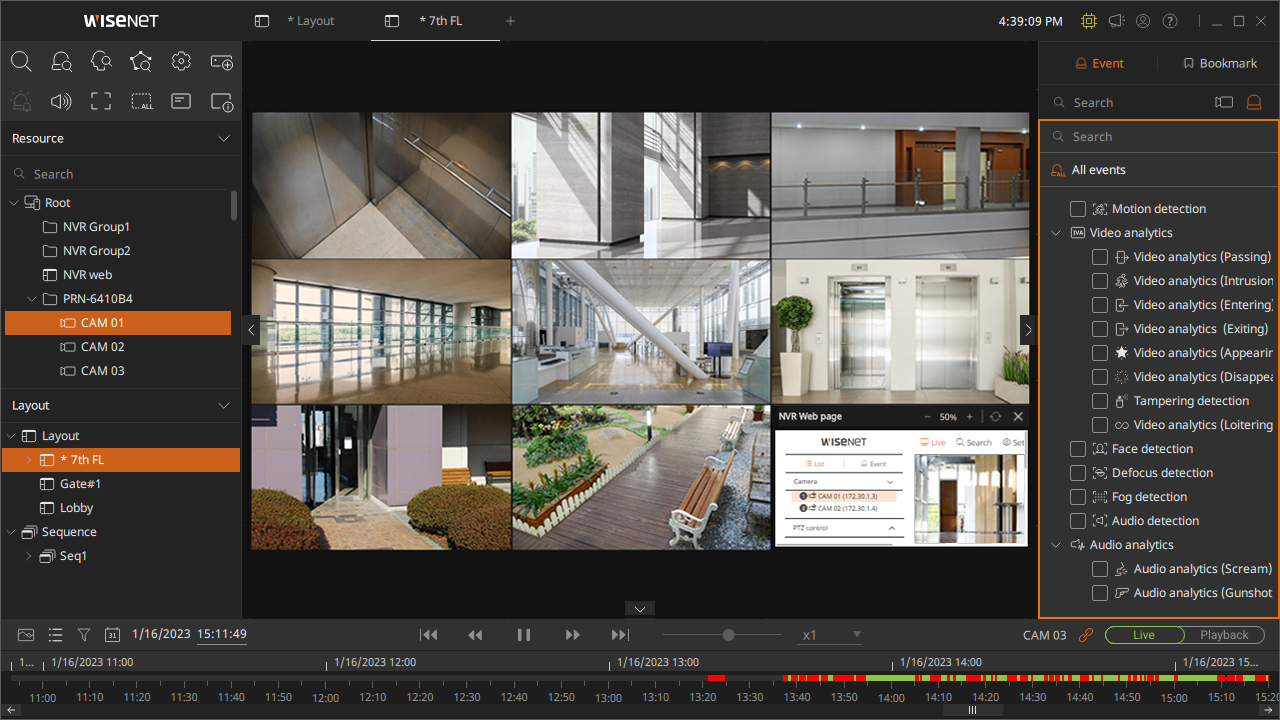 WISENET
* Layout
* 7th FL
4:39:09 PM
Event
Bookmark
Search
Search
All events
Motion detection
Video analytics
Video analytics (Passing)
Video analytics (Intrusion
Video analytics (Entering)
Video analytics (Exiting)
Video analytics (Appearin
Video analytics (Disappea
Tampering detection
Video analytics (Loitering
Face detection
Defocus detection
Fog detection
Audio detection
Audio analytics
Audio analytics (Scream)
Audio analytics (Gunshot
ALL
Resource
Search
Root
NVR Group1
NVR Group2
NVR web
PRN-6410B4
CAM 01
CAM 02
CAM 03
Layout
Layout
* 7th FL
Gate#1
Lobby
Sequence
Seq1
NVR Web page
50%
WISENET
Live
Search
Set
List
Event
Camera
1 CAM 01 (172.30.1.3)
2 CAM 02 (172.30.1.4)
PTZ control
31
1/16/2023 15:11:49
x1
CAM 03
Live
Playback
1...
1/16/2023 11:00
1/16/2023 12:00
1/16/2023 13:00
1/16/2023 14:00
1/16/2023 15...
11:00 11:10 11:20 11:30 11:40 11:50 12:00 12:10 12:20 12:30 12:40 12:50 13:00 13:10 13:20 13:30 13:40 13:50 14:00 14:10 14:20 14:30 14:40 14:50 15:00 15:10 15:20